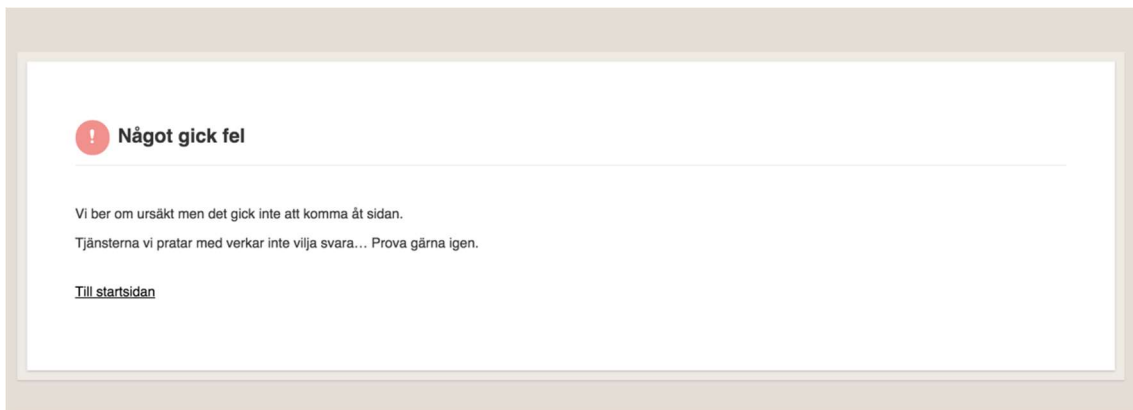 Något gick fel
Vi ber om ursäkt men det gick inte att komma åt sidan.
Tjänsterna vi pratar med verkar inte vilja svara… Prova gärna igen.
Till startsidan